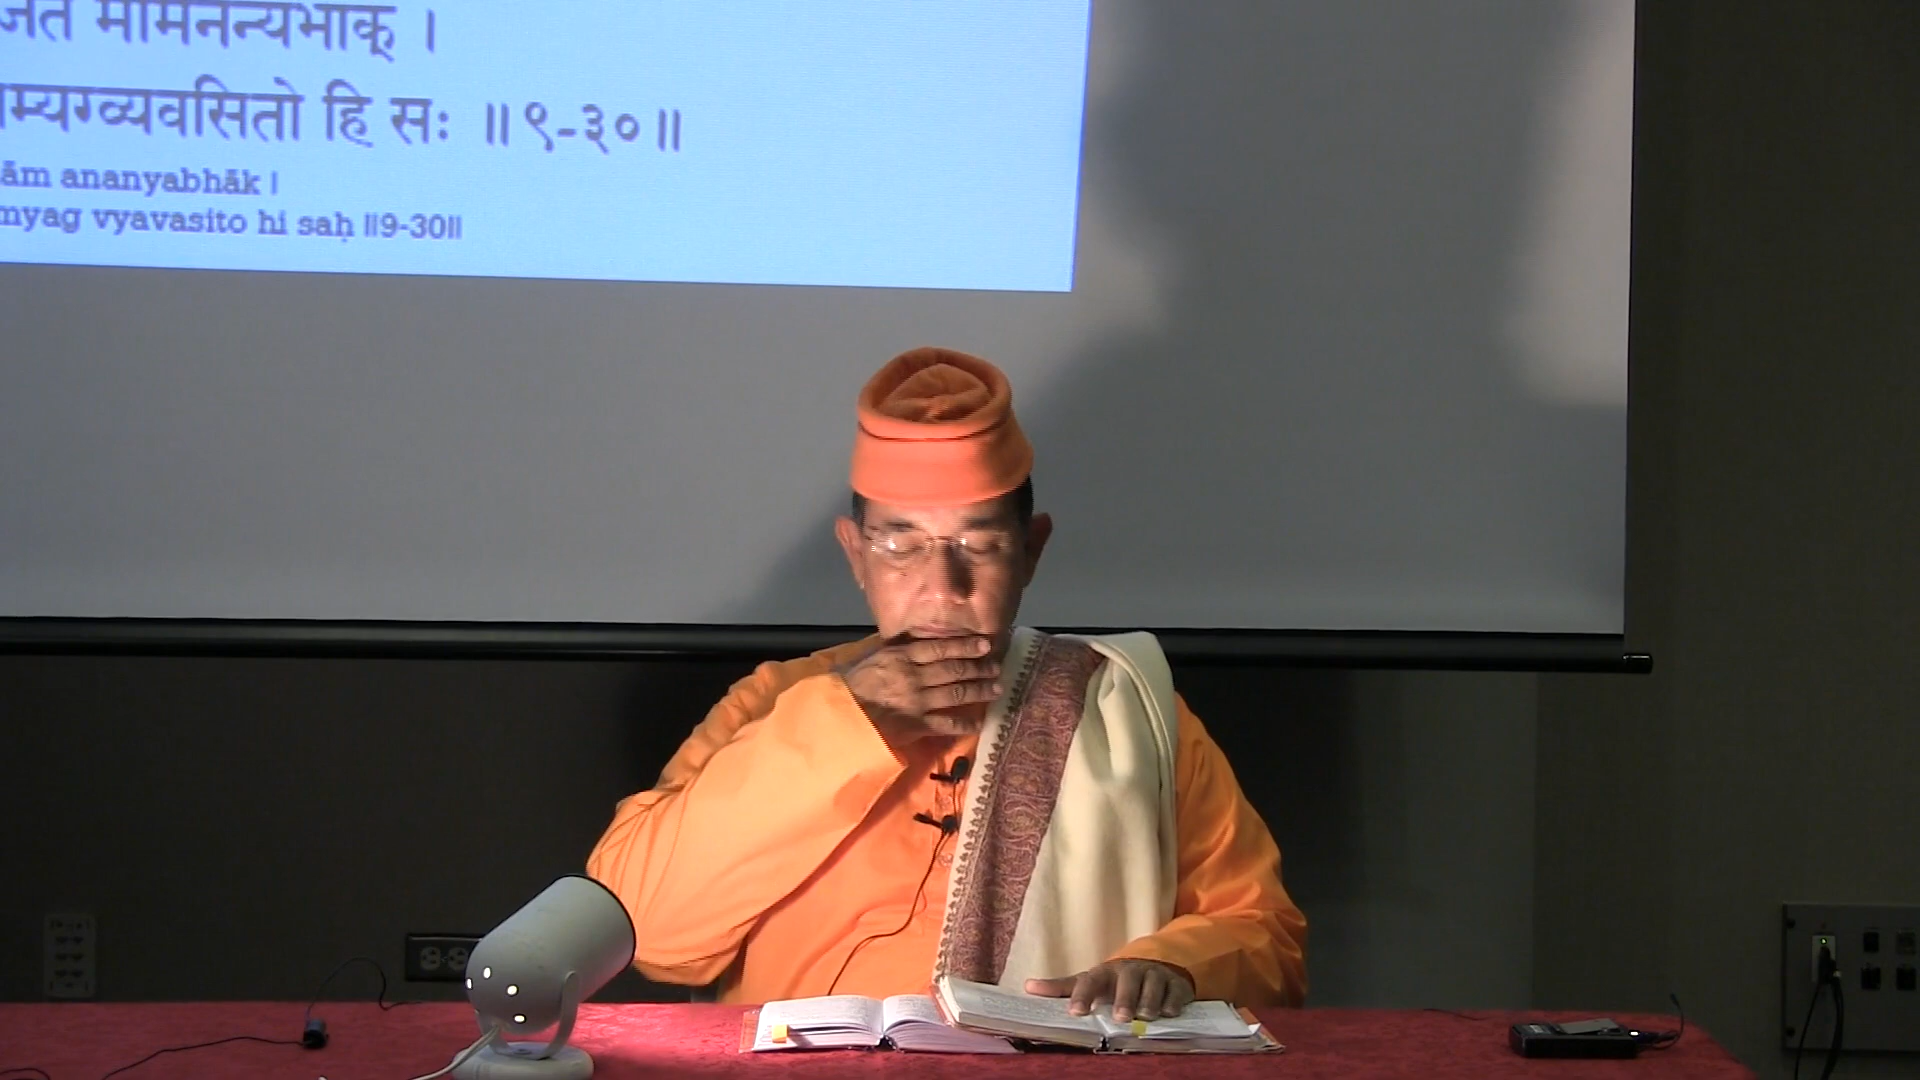 मामनन्यभाक् ।
म्यग्व्यवसितो हि सः ॥९-३०॥
ām ananyabhāk |
myag vyavasito hi saḥ ||9-30||